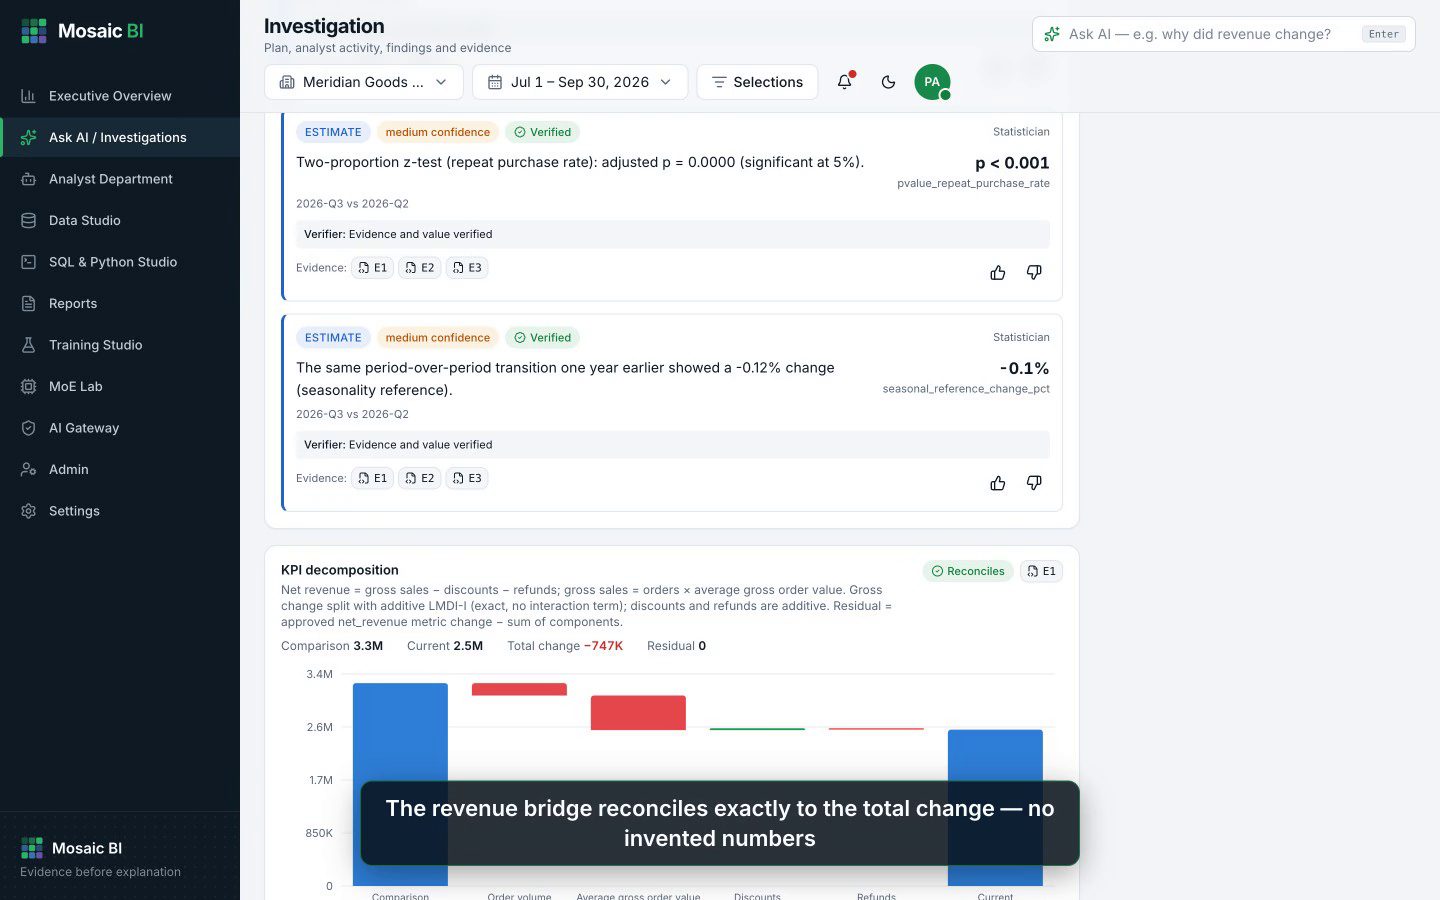 Mosaic BI
Executive Overview
Ask AI / Investigations
Analyst Department
Data Studio
SQL & Python Studio
Reports
Training Studio
MoE Lab
AI Gateway
Admin
Settings
Mosaic BI
Evidence before explanation
Investigation
Plan, analyst activity, findings and evidence
Ask AI — e.g. why did revenue change?
Enter
Meridian Goods ...
Jul 1 – Sep 30, 2026
Selections
PA
ESTIMATE
medium confidence
Verified
Statistician
Two-proportion z-test (repeat purchase rate): adjusted p = 0.0000 (significant at 5%).
p < 0.001
pvalue_repeat_purchase_rate
2026-Q3 vs 2026-Q2
Verifier: Evidence and value verified
Evidence: E1 E2 E3
ESTIMATE
medium confidence
Verified
Statistician
The same period-over-period transition one year earlier showed a -0.12% change
(seasonality reference).
-0.1%
seasonal_reference_change_pct
2026-Q3 vs 2026-Q2
Verifier: Evidence and value verified
Evidence: E1 E2 E3
KPI decomposition
Reconciles
E1
Net revenue = gross sales − discounts − refunds; gross sales = orders × average gross order value. Gross
change split with additive LMDI-I (exact, no interaction term); discounts and refunds are additive. Residual =
approved net_revenue metric change − sum of components.
Comparison 3.3M Current 2.5M Total change −747K Residual 0
3.4M
2.6M
1.7M
850K
0
The revenue bridge reconciles exactly to the total change — no
invented numbers
Comparison Order volume Average gross order value Discounts Refunds Current